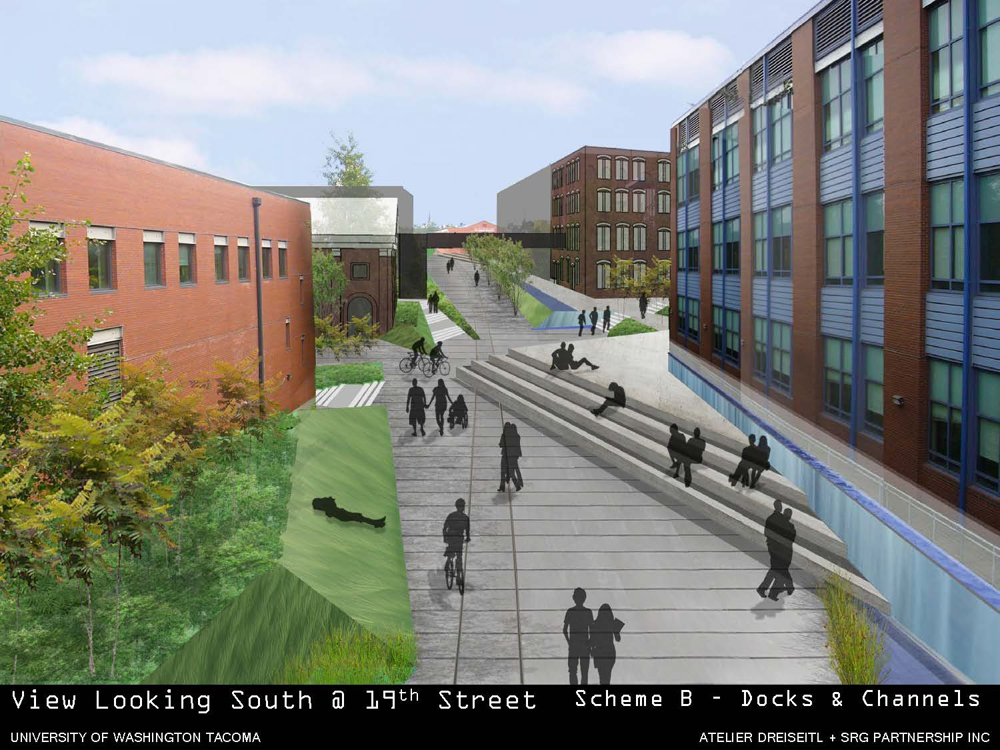 View Looking South @ 19th Street Scheme B - Docks & Channels
UNIVERSITY OF WASHINGTON TACOMA ATELIER DREISEITL + SRG PARTNERSHIP INC